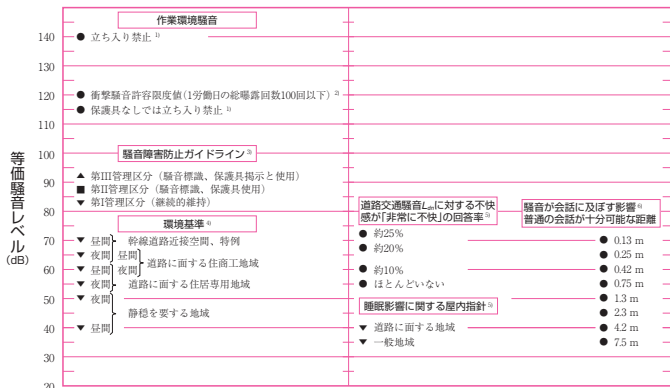 等価騒音レベル
(dB)
140
130
120
110
100
90
80
70
60
50
40
30
20
作業環境騒音
● 立ち入り禁止 1)
● 衝撃騒音許容限度値(1労働日の総曝露回数100回以下) 2)
● 保護具なしでは立ち入り禁止 1)
騒音障害防止ガイドライン 3)
▲ 第III管理区分（騒音標識、保護具掲示と使用）
■ 第II管理区分（騒音標識、保護具使用）
▼ 第I管理区分（継続的維持）
環境基準 4)
▼ 昼間 幹線道路近接空間、特例
▼ 夜間 昼間
道路に面する住商工地域
▼ 昼間 夜間
▼ 夜間 道路に面する住居専用地域
▼ 夜間
静穏を要する地域
▼ 昼間
道路交通騒音Ldnに対する不快
感が「非常に不快」の回答率 5)
● 約25%
● 約20%
● 約10%
● ほとんどいない
睡眠影響に関する屋内指針 5)
▼ 道路に面する地域
▼ 一般地域
騒音が会話に及ぼす影響 6)
普通の会話が十分可能な距離
● 0.13 m
● 0.25 m
● 0.42 m
● 0.75 m
● 1.3 m
● 2.3 m
● 4.2 m
● 7.5 m